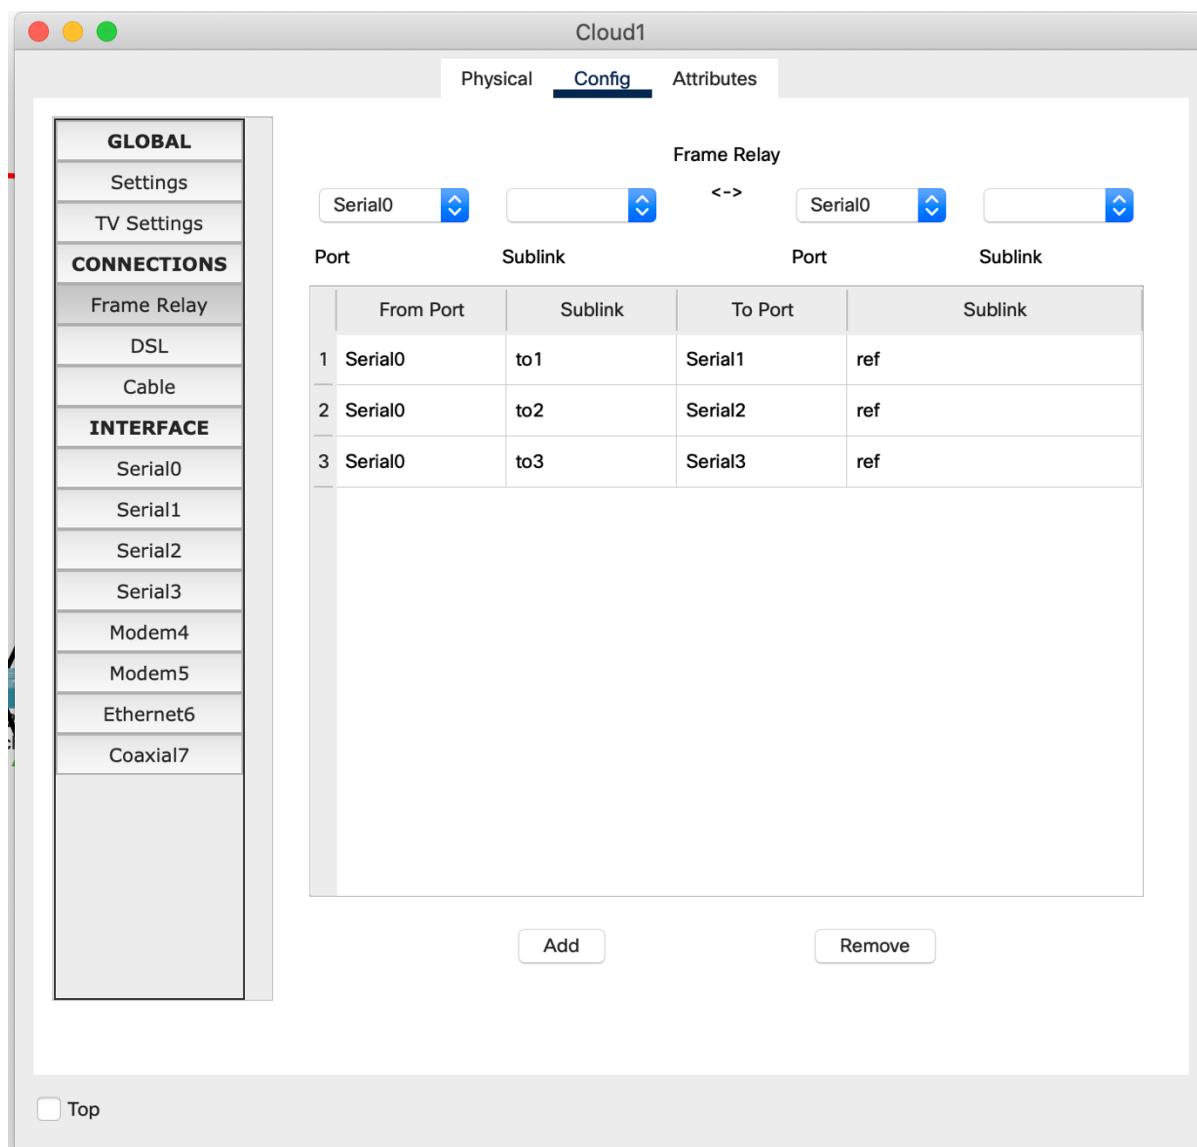 Cloud1
Physical Config Attributes
GLOBAL
Settings
TV Settings
CONNECTIONS
Frame Relay
DSL
Cable
INTERFACE
Serial0
Serial1
Serial2
Serial3
Modem4
Modem5
Ethernet6
Coaxial7
Frame Relay
Serial0 <-> Serial0
Port Sublink Port Sublink
From Port Sublink To Port Sublink
1 Serial0 to1 Serial1 ref
2 Serial0 to2 Serial2 ref
3 Serial0 to3 Serial3 ref
Add Remove
Top